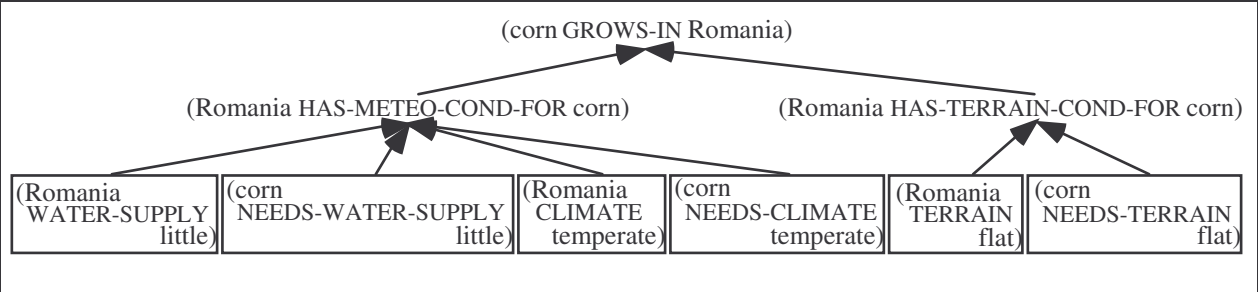 (corn GROWS-IN Romania)
(Romania HAS-METEO-COND-FOR corn)
(Romania HAS-TERRAIN-COND-FOR corn)
(Romania
WATER-SUPPLY
little)
(corn
NEEDS-WATER-SUPPLY
little)
(Romania
CLIMATE
temperate)
(corn
NEEDS-CLIMATE
temperate)
(Romania
TERRAIN
flat)
(corn
NEEDS-TERRAIN
flat)